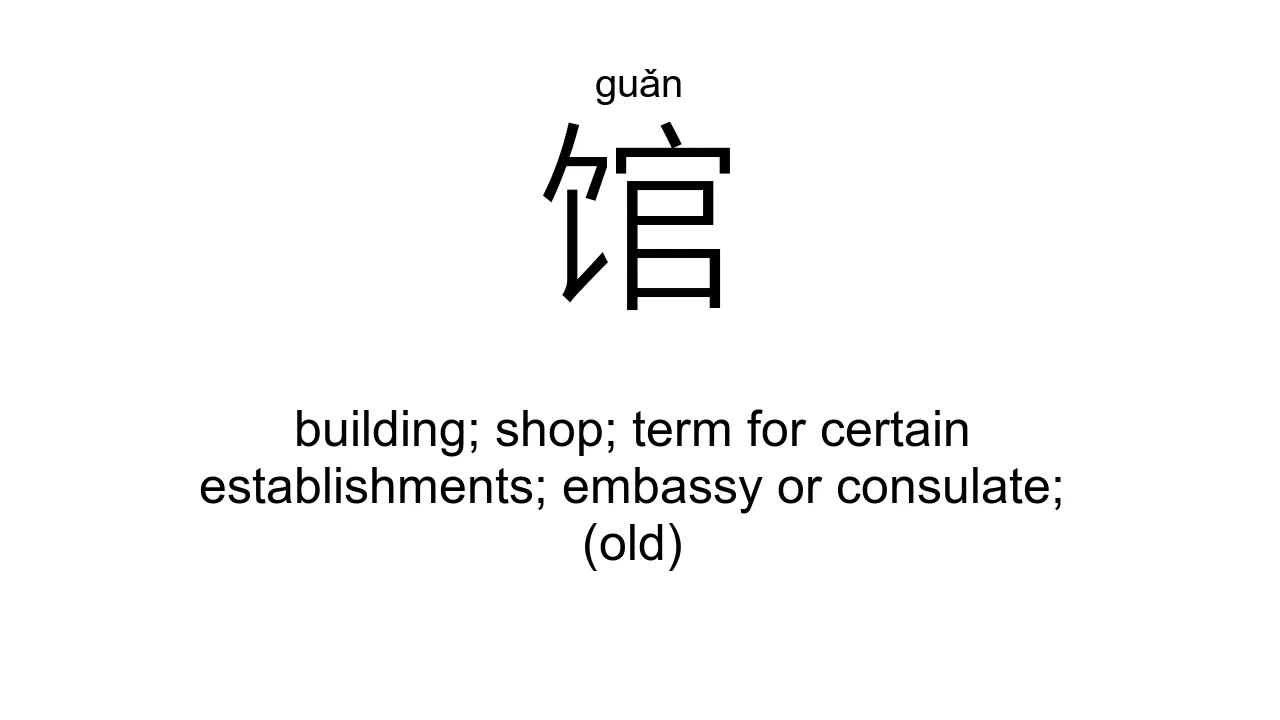 guǎn
馆
building; shop; term for certain
establishments; embassy or consulate;
(old)